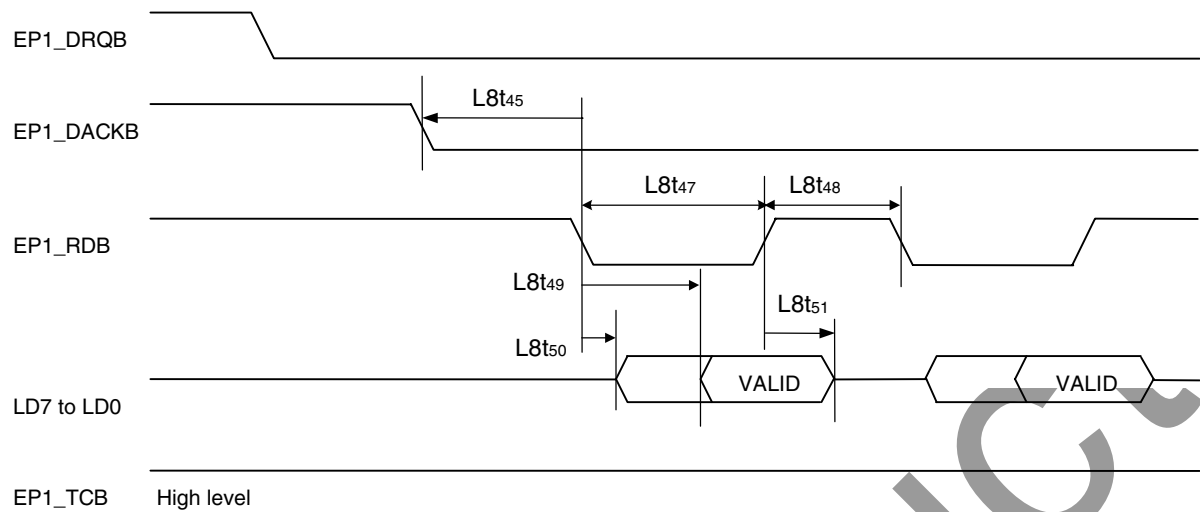 EP1_DRQB
L8t45
EP1_DACKB
L8t47
L8t48
EP1_RDB
L8t49
L8t51
L8t50
VALID
VALID
LD7 to LD0
EP1_TCB
High level